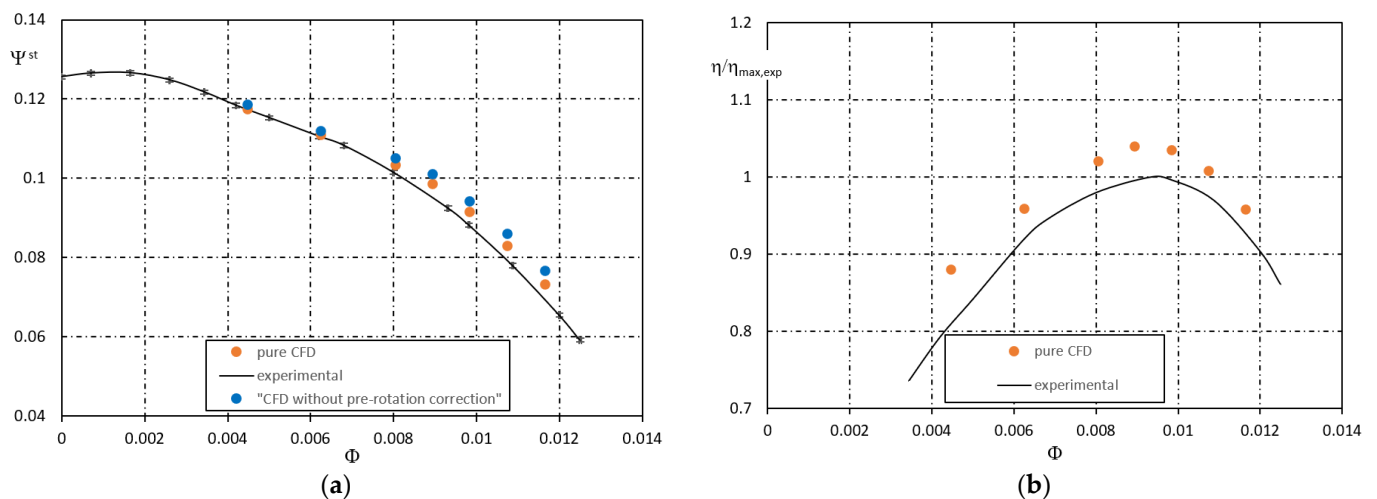 0.14
Ψst
0.12
0.1
0.08
0.06
0.04
0
0.002
0.004
0.006
0.008
0.01
0.012
0.014
Φ
pure CFD
experimental
"CFD without pre-rotation correction"
(a)
1.2
η/ηmax,exp
1.1
1
0.9
0.8
0.7
0
0.002
0.004
0.006
0.008
0.01
0.012
0.014
Φ
pure CFD
experimental
(b)